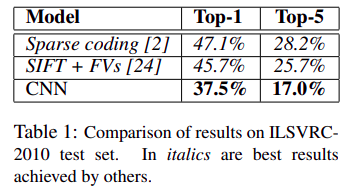 Model Top-1 Top-5
Sparse coding [2] 47.1% 28.2%
SIFT + FVs [24] 45.7% 25.7%
CNN 37.5% 17.0%
Table 1: Comparison of results on ILSVRC-
2010 test set. In italics are best results
achieved by others.